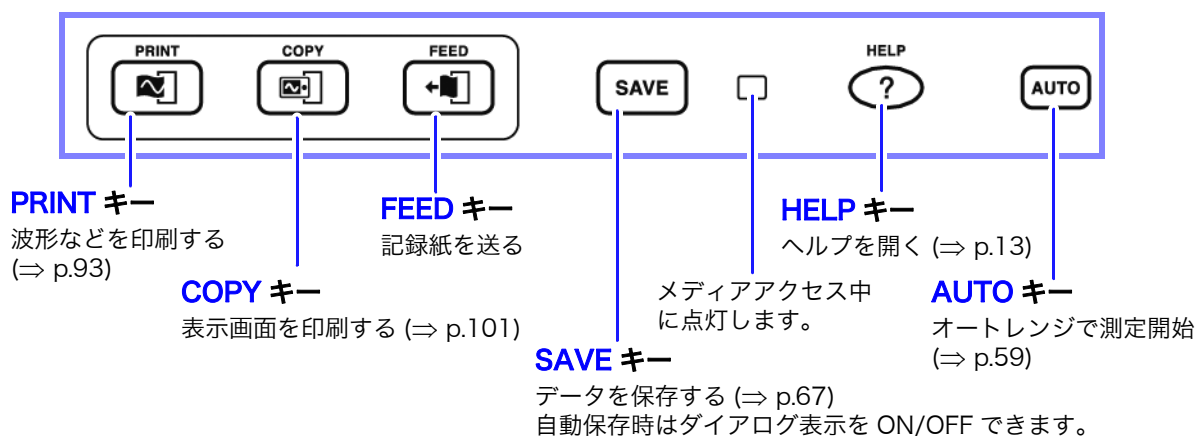 PRINT
COPY
FEED
SAVE
HELP
?
AUTO
PRINT キー
波形などを印刷する
(⇒ p.93)
COPY キー
表示画面を印刷する (⇒ p.101)
FEED キー
記録紙を送る
SAVE キー
データを保存する (⇒ p.67)
自動保存時はダイアログ表示を ON/OFF できます。
メディアアクセス中
に点灯します。
HELP キー
ヘルプを開く (⇒ p.13)
AUTO キー
オートレンジで測定開始
(⇒ p.59)